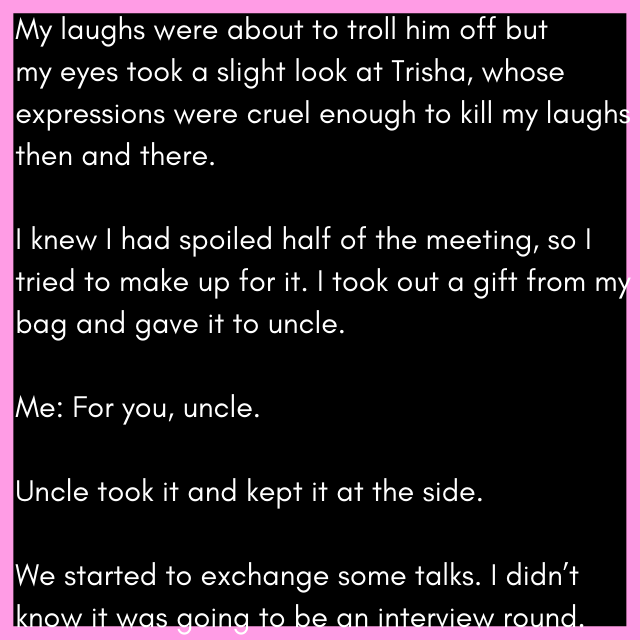 My laughs were about to troll him off but
my eyes took a slight look at Trisha, whose
expressions were cruel enough to kill my laughs
then and there.
I knew I had spoiled half of the meeting, so I
tried to make up for it. I took out a gift from my
bag and gave it to uncle.
Me: For you, uncle.
Uncle took it and kept it at the side.
We started to exchange some talks. I didn’t
know it was going to be an interview round.